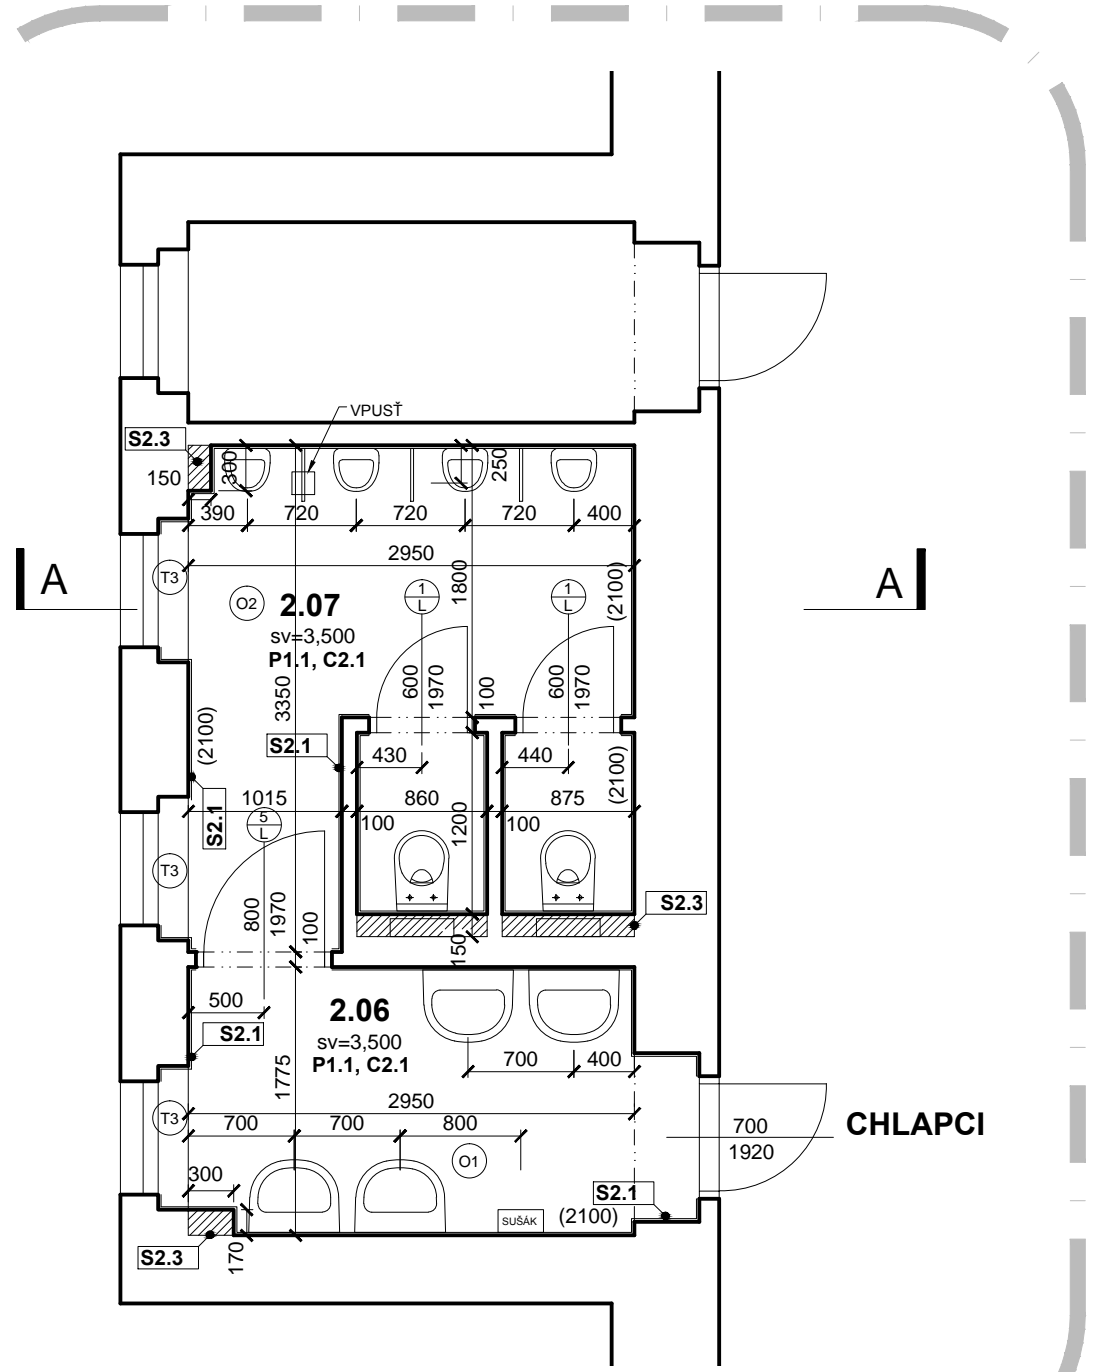 VPUSŤ
S2.3
150
300
250
390
720
720
720
400
2950
A
A
T3
O2
2.07
sv=3,500
P1.1, C2.1
1800
1
L
1
L
(2100)
600
1970
100
600
1970
3350
(2100)
S2.1
430
440
(2100)
S2.1
1015
860
875
5
L
100
1200
100
T3
800
1970
100
S2.3
150
500
2.06
sv=3,500
P1.1, C2.1
S2.1
1775
700
400
T3
2950
700
700
800
CHLAPCI
700
1920
O1
300
S2.1
SUŠÁK
(2100)
S2.3
170